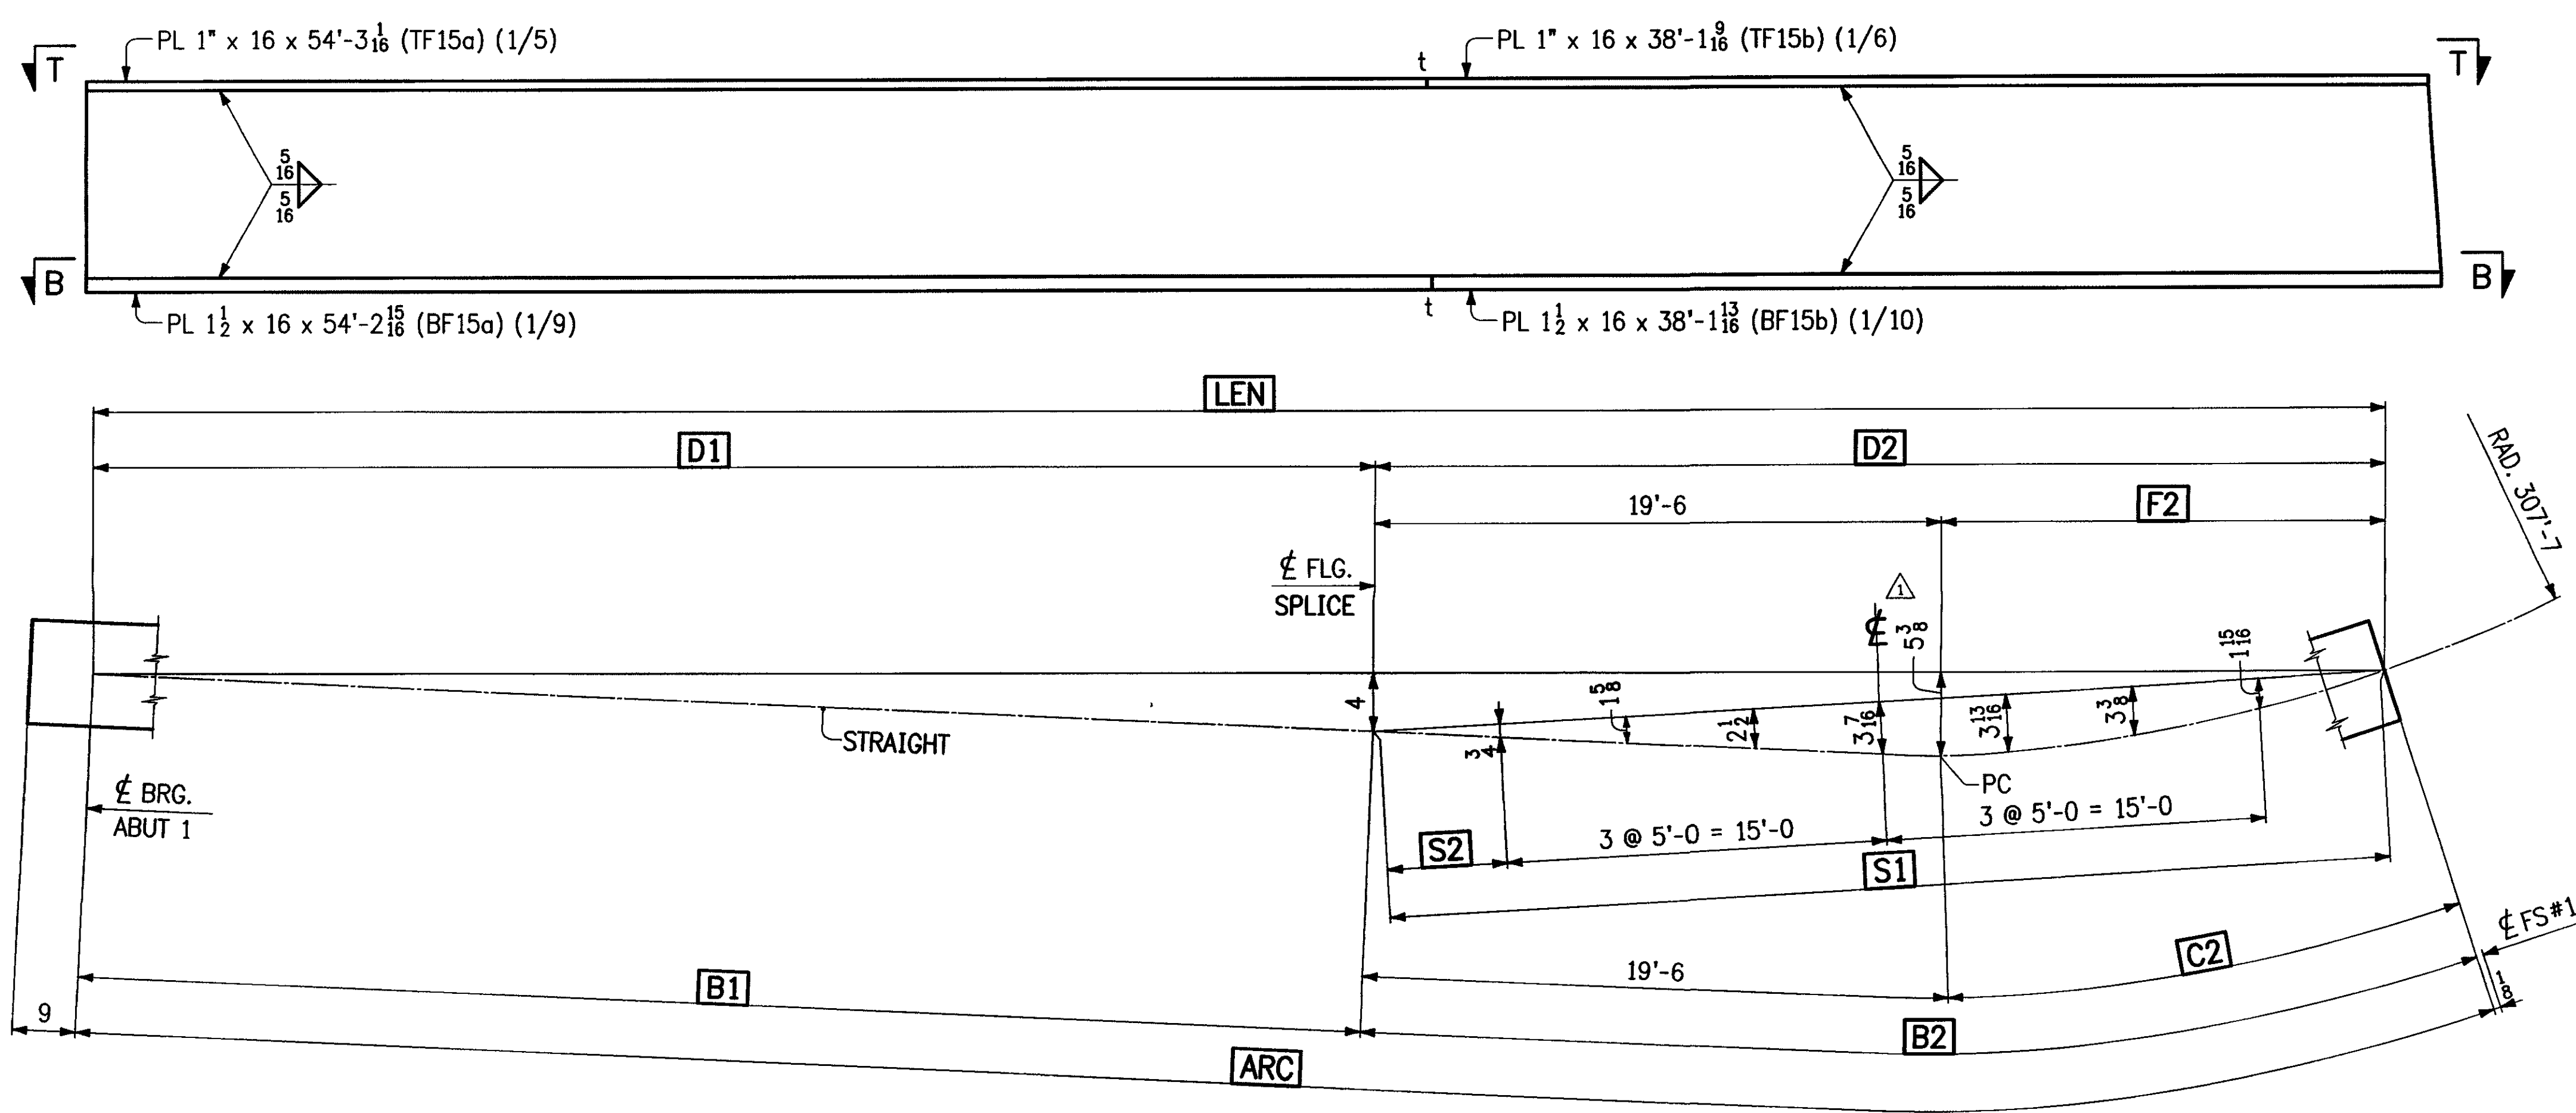 PL 1" x 16 x 54'-3 1/16 (TF15a) (1/5)
PL 1" x 16 x 38'-1 9/16 (TF15b) (1/6)
T
t
T
5/16
5/16
5/16
5/16
B
t
B
PL 1 1/2 x 16 x 54'-2 15/16 (BF15a) (1/9)
PL 1 1/2 x 16 x 38'-1 13/16 (BF15b) (1/10)
LEN
D1
D2
19'-6
F2
RAD. 307'-7
℄ FLG.
SPLICE
1
℄
5 3/8
4
3/4
1 5/8
2 1/2
3 7/16
3 13/16
3 3/8
1 15/16
STRAIGHT
PC
℄ BRG.
ABUT 1
S2
3 @ 5'-0 = 15'-0
3 @ 5'-0 = 15'-0
S1
℄ FS#1
B1
19'-6
C2
9
B2
1/8
ARC